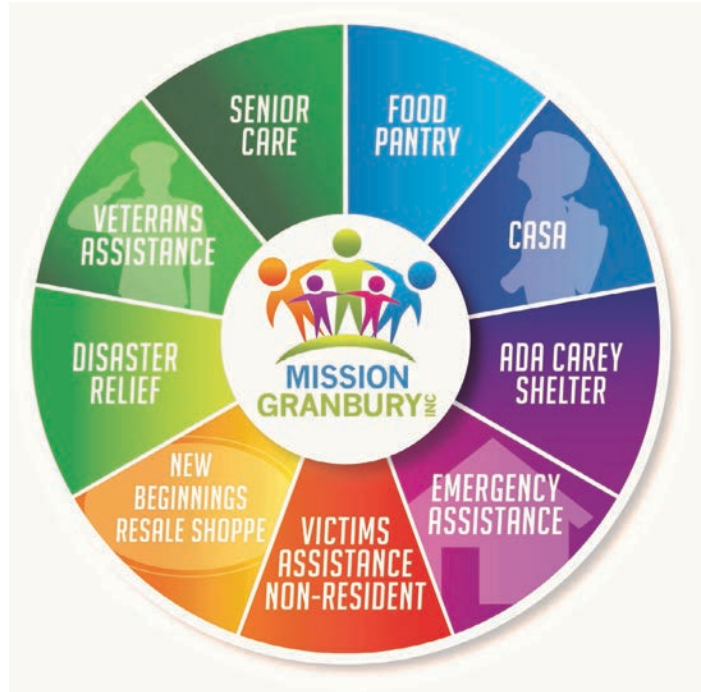 SENIOR
CARE
FOOD
PANTRY
CASA
ADA CAREY
SHELTER
EMERGENCY
ASSISTANCE
VICTIMS
ASSISTANCE
NON-RESIDENT
NEW
BEGINNINGS
RESALE SHOPPE
DISASTER
RELIEF
VETERANS
ASSISTANCE
MISSION
GRANBURY INC